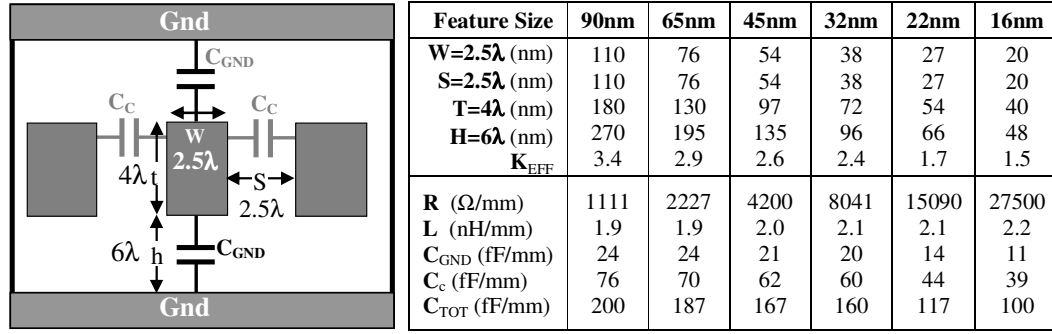 Gnd
C_GND
C_C C_C
W
2.5λ
4λ t
S
2.5λ
6λ h
C_GND
Gnd
Feature Size 90nm 65nm 45nm 32nm 22nm 16nm
W=2.5λ (nm) 110 76 54 38 27 20
S=2.5λ (nm) 110 76 54 38 27 20
T=4λ (nm) 180 130 97 72 54 40
H=6λ (nm) 270 195 135 96 66 48
K_EFF 3.4 2.9 2.6 2.4 1.7 1.5
R (Ω/mm) 1111 2227 4200 8041 15090 27500
L (nH/mm) 1.9 1.9 2.0 2.1 2.1 2.2
C_GND (fF/mm) 24 24 21 20 14 11
C_c (fF/mm) 76 70 62 60 44 39
C_TOT (fF/mm) 200 187 167 160 117 100